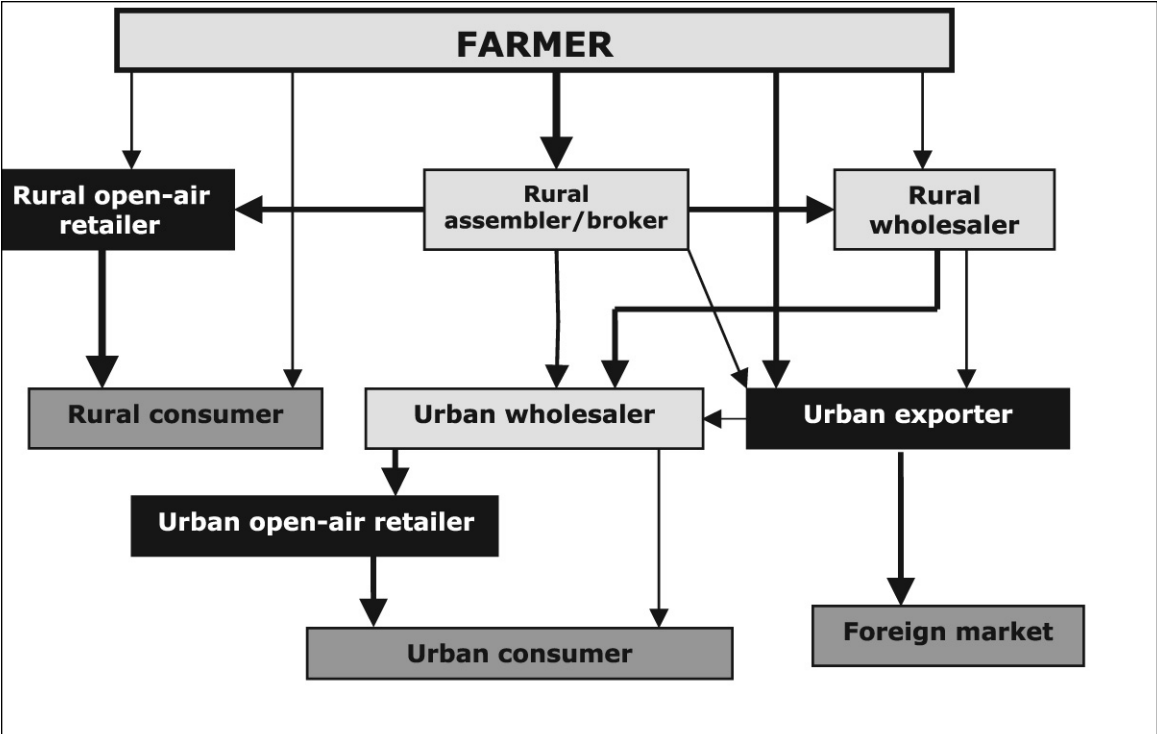 FARMER
Rural open-air
retailer
Rural
assembler/broker
Rural
wholesaler
Rural consumer
Urban wholesaler
Urban exporter
Urban open-air retailer
Foreign market
Urban consumer